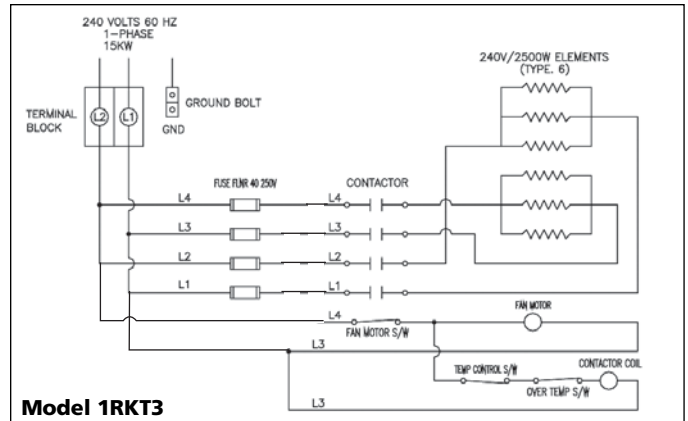 240 VOLTS 60 HZ
1-PHASE
15KW
240V/2500W ELEMENTS
(TYPE. 6)
TERMINAL
BLOCK
L2
L1
GROUND BOLT
GND
FUSE FLNR 40 250V
CONTACTOR
L4
L4
L3
L3
L2
L2
L1
L1
L4
FAN MOTOR S/W
FAN MOTOR
L3
TEMP CONTROL S/W
OVER TEMP S/W
CONTACTOR COIL
L3
Model 1RKT3